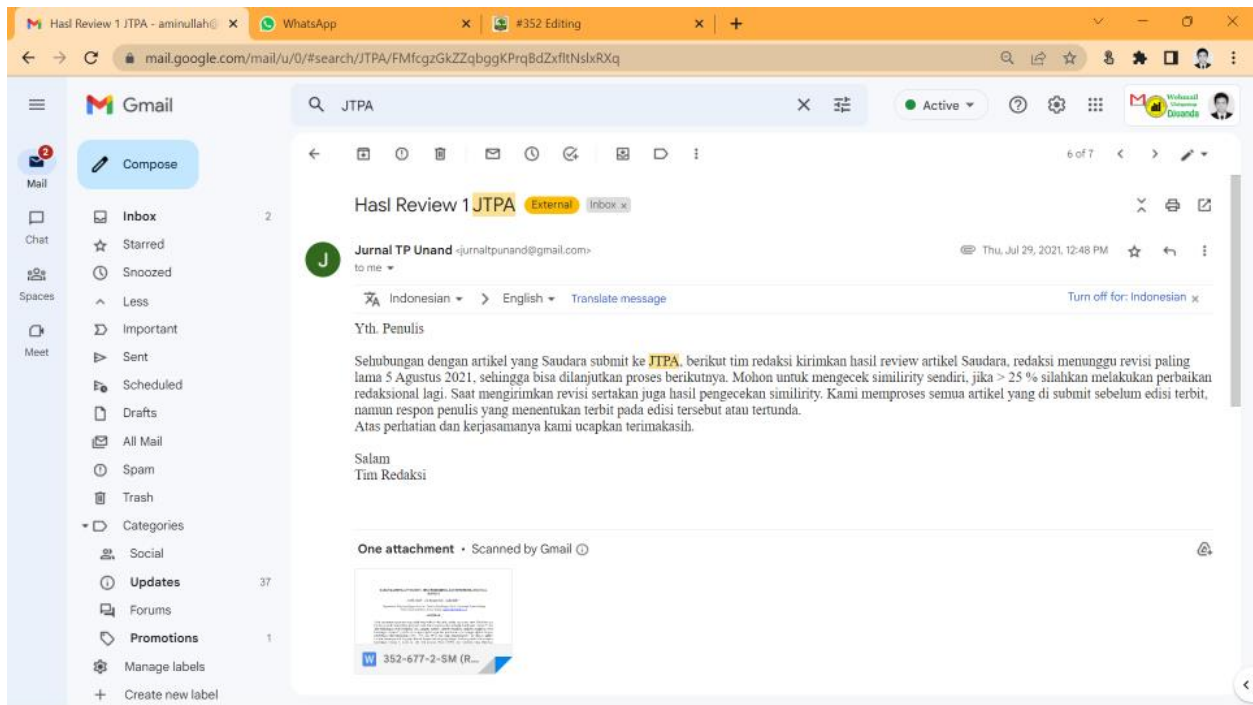 Hasl Review 1 JTPA - aminullah@
WhatsApp
#352 Editing
mail.google.com/mail/u/0/#search/JTPA/FMfcgzGkZZqbggKPrqBdZxfltNslxRXq
Gmail
JTPA
Active
2
Mail
Compose
6 of 7
Hasl Review 1 JTPA External Inbox x
Inbox 2
Chat
Starred
Jurnal TP Unand <jurnaltpunand@gmail.com>
Thu, Jul 29, 2021, 12:48 PM
to me
Snoozed
Spaces
Less
Indonesian > English Translate message
Turn off for: Indonesian x
Important
Yth. Penulis
Meet
Sent
Sehubungan dengan artikel yang Saudara submit ke JTPA, berikut tim redaksi kirimkan hasil review artikel Saudara, redaksi menunggu revisi paling
lama 5 Agustus 2021, sehingga bisa dilanjutkan proses berikutnya. Mohon untuk mengecek similirity sendiri, jika > 25 % silahkan melakukan perbaikan
redaksional lagi. Saat mengirimkan revisi sertakan juga hasil pengecekan similirity. Kami memproses semua artikel yang di submit sebelum edisi terbit,
namun respon penulis yang menentukan terbit pada edisi tersebut atau tertunda.
Atas perhatian dan kerjasamanya kami ucapkan terimakasih.
Scheduled
Drafts
All Mail
Salam
Tim Redaksi
Spam
Trash
Categories
Social
One attachment • Scanned by Gmail
Updates 37
Forums
Promotions 1
352-677-2-SM (R...
Manage labels
Create new label